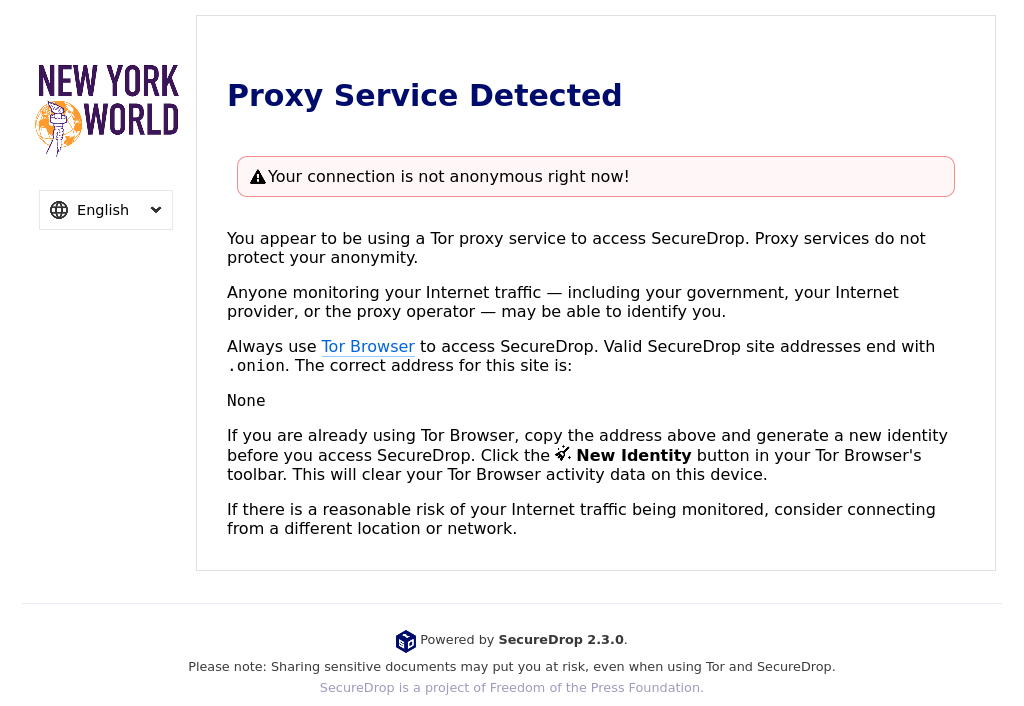 NEW YORK
WORLD
English
Proxy Service Detected
Your connection is not anonymous right now!
You appear to be using a Tor proxy service to access SecureDrop. Proxy services do not
protect your anonymity.
Anyone monitoring your Internet traffic — including your government, your Internet
provider, or the proxy operator — may be able to identify you.
Always use Tor Browser to access SecureDrop. Valid SecureDrop site addresses end with
.onion. The correct address for this site is:
None
If you are already using Tor Browser, copy the address above and generate a new identity
before you access SecureDrop. Click the New Identity button in your Tor Browser's
toolbar. This will clear your Tor Browser activity data on this device.
If there is a reasonable risk of your Internet traffic being monitored, consider connecting
from a different location or network.
Powered by SecureDrop 2.3.0.
Please note: Sharing sensitive documents may put you at risk, even when using Tor and SecureDrop.
SecureDrop is a project of Freedom of the Press Foundation.